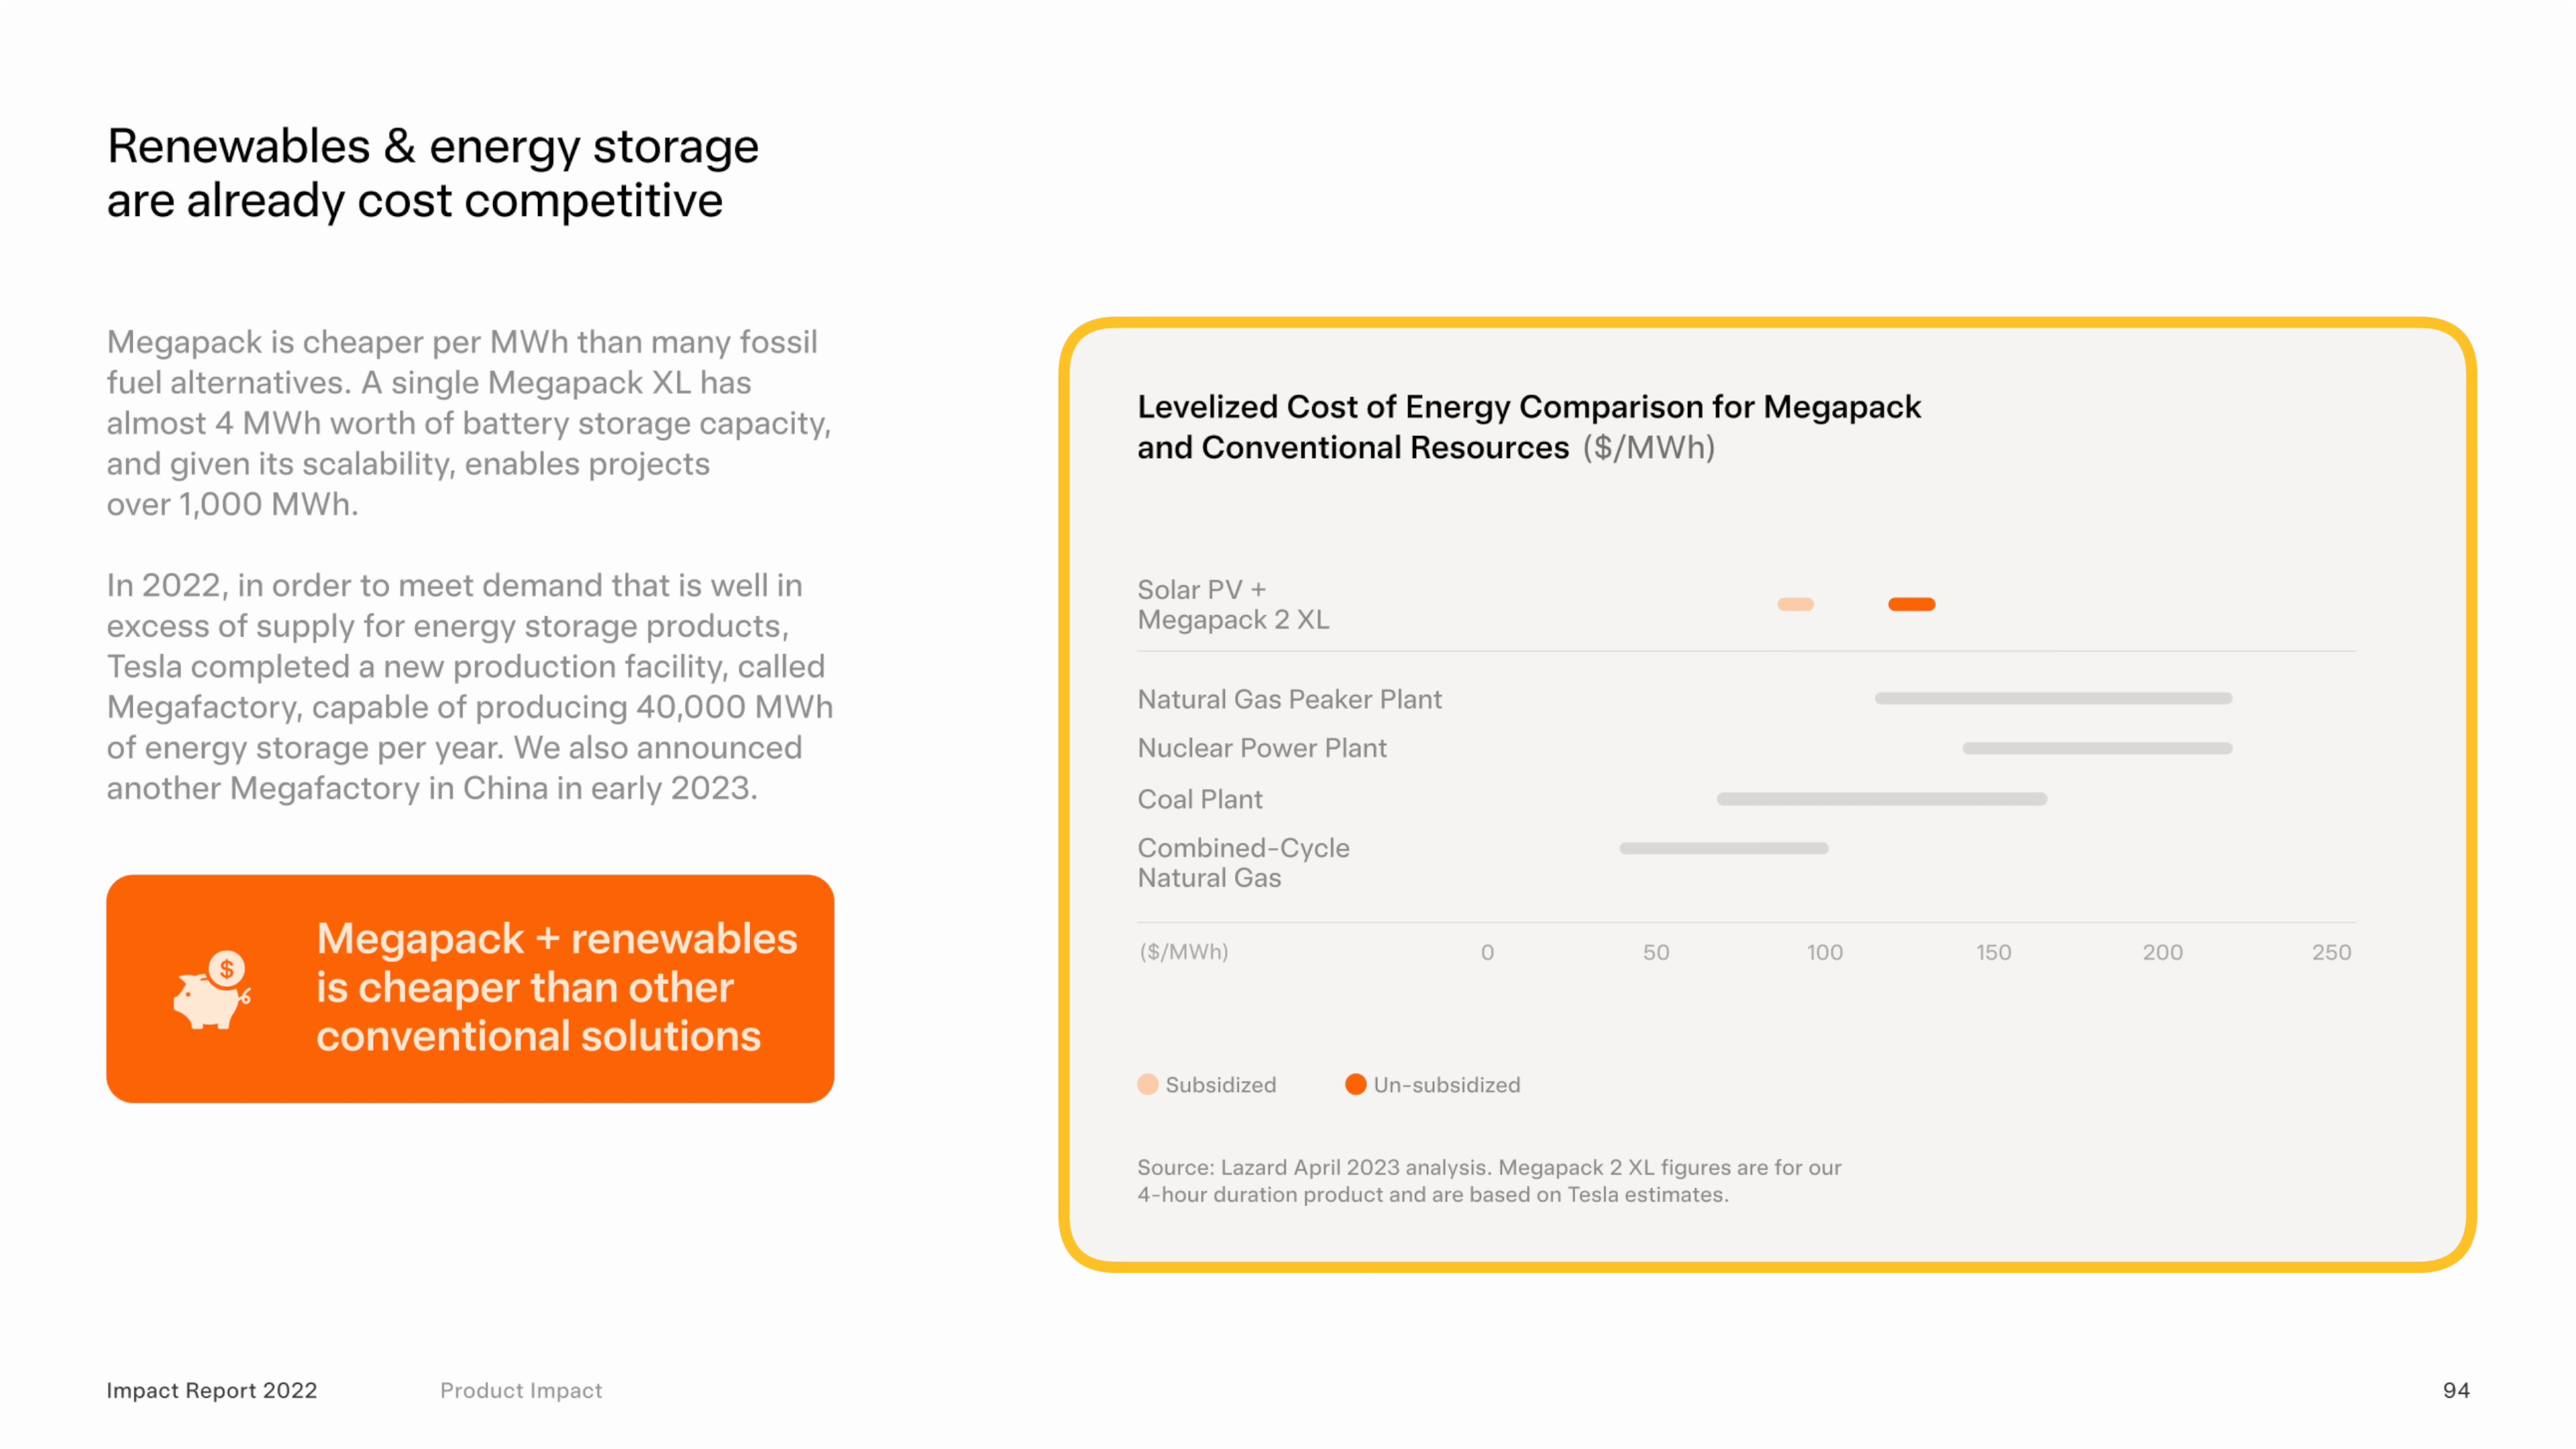 Renewables & energy storage
are already cost competitive
Megapack is cheaper per MWh than many fossil
fuel alternatives. A single Megapack XL has
almost 4 MWh worth of battery storage capacity,
and given its scalability, enables projects
over 1,000 MWh.
In 2022, in order to meet demand that is well in
excess of supply for energy storage products,
Tesla completed a new production facility, called
Megafactory, capable of producing 40,000 MWh
of energy storage per year. We also announced
another Megafactory in China in early 2023.
$
Megapack + renewables
is cheaper than other
conventional solutions
Levelized Cost of Energy Comparison for Megapack
and Conventional Resources ($/MWh)
Solar PV +
Megapack 2 XL
Natural Gas Peaker Plant
Nuclear Power Plant
Coal Plant
Combined-Cycle
Natural Gas
($/MWh) 0 50 100 150 200 250
Subsidized Un-subsidized
Source: Lazard April 2023 analysis. Megapack 2 XL figures are for our
4-hour duration product and are based on Tesla estimates.
Impact Report 2022 Product Impact 94